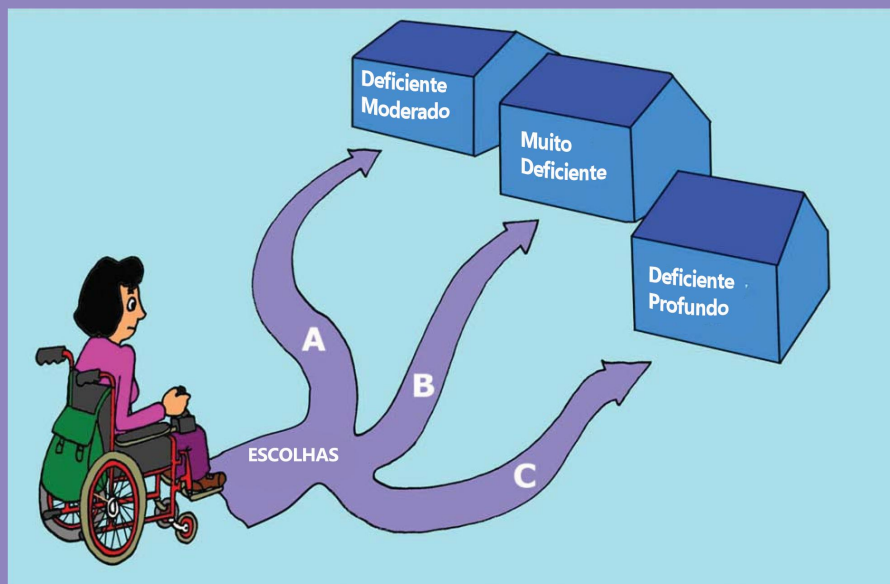 Deficiente
Moderado
Muito
Deficiente
Deficiente
Profundo
A
B
ESCOLHAS
C